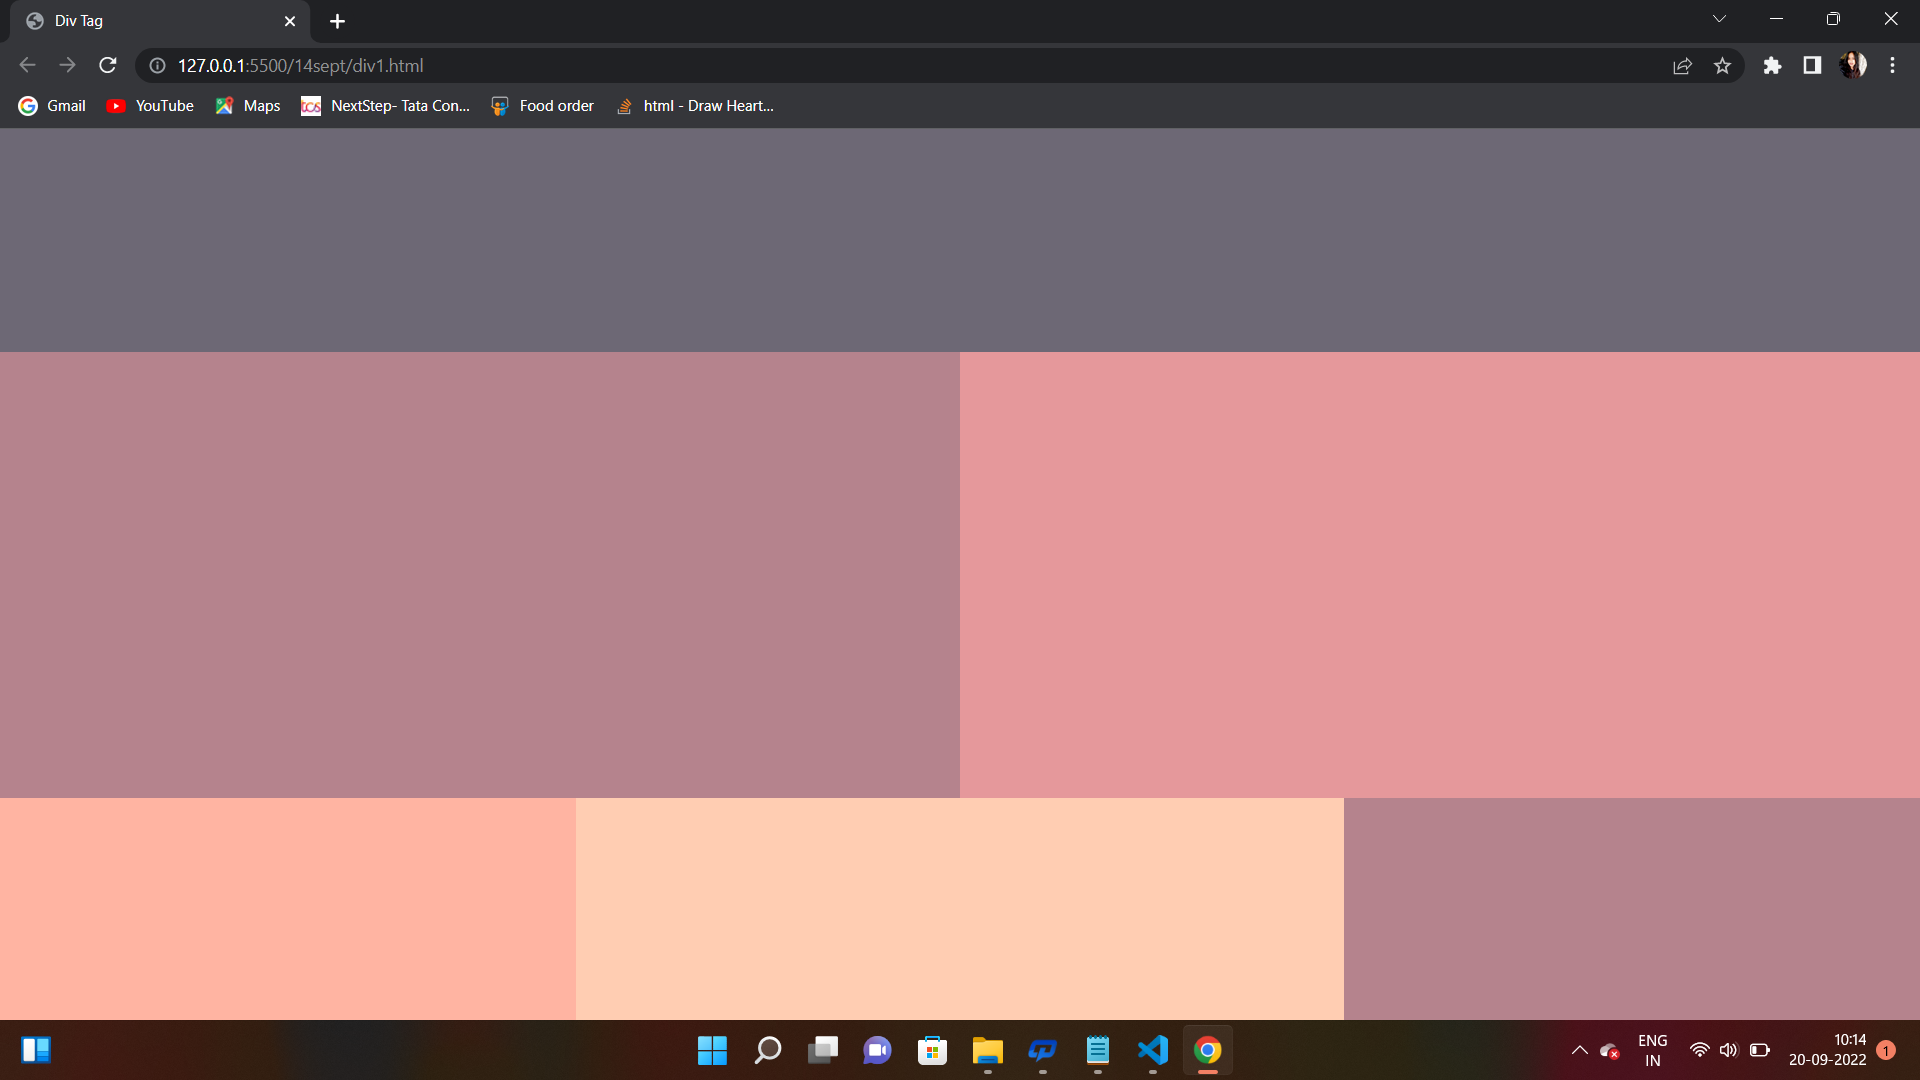 Div Tag
127.0.0.1:5500/14sept/div1.html
Gmail YouTube Maps tcs NextStep- Tata Con... Food order html - Draw Heart...
ENG 10:14
IN 20-09-2022 1